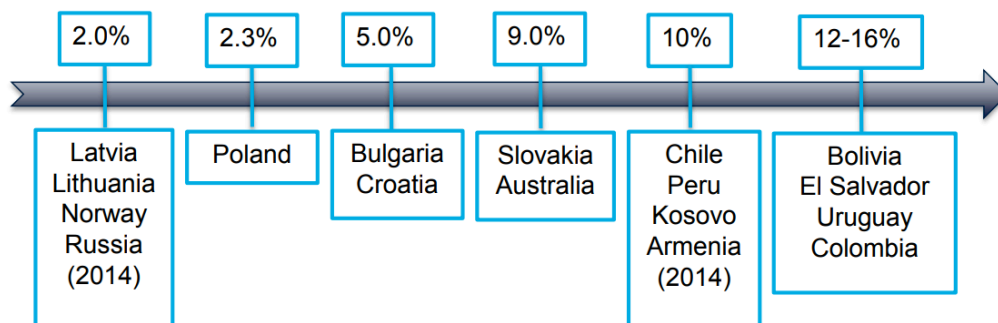 2.0%
2.3%
5.0%
9.0%
10%
12-16%
Latvia
Lithuania
Norway
Russia
(2014)
Poland
Bulgaria
Croatia
Slovakia
Australia
Chile
Peru
Kosovo
Armenia
(2014)
Bolivia
El Salvador
Uruguay
Colombia